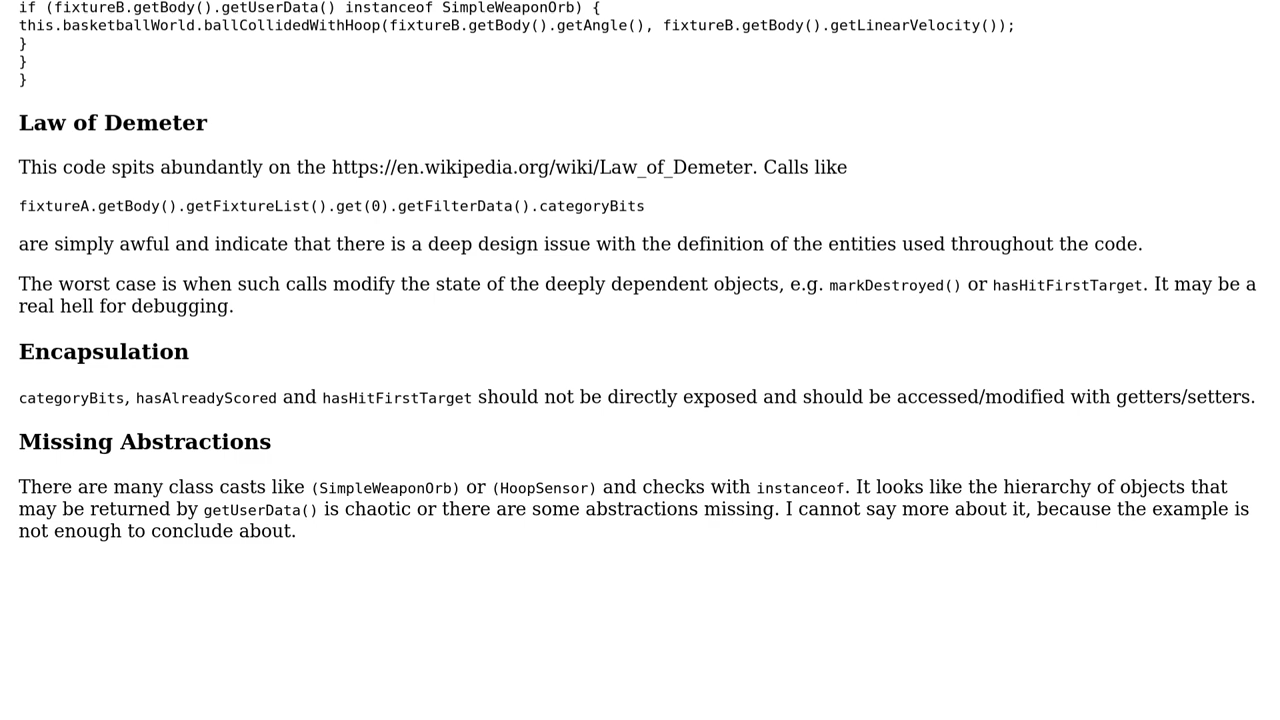 if (fixtureB.getBody().getUserData() instanceof SimpleWeaponOrb) {
this.basketballWorld.ballCollidedWithHoop(fixtureB.getBody().getAngle(), fixtureB.getBody().getLinearVelocity());
}
}
}
Law of Demeter
This code spits abundantly on the https://en.wikipedia.org/wiki/Law_of_Demeter. Calls like
fixtureA.getBody().getFixtureList().get(0).getFilterData().categoryBits
are simply awful and indicate that there is a deep design issue with the definition of the entities used throughout the code.
The worst case is when such calls modify the state of the deeply dependent objects, e.g. markDestroyed() or hasHitFirstTarget. It may be a
real hell for debugging.
Encapsulation
categoryBits, hasAlreadyScored and hasHitFirstTarget should not be directly exposed and should be accessed/modified with getters/setters.
Missing Abstractions
There are many class casts like (SimpleWeaponOrb) or (HoopSensor) and checks with instanceof. It looks like the hierarchy of objects that
may be returned by getUserData() is chaotic or there are some abstractions missing. I cannot say more about it, because the example is
not enough to conclude about.